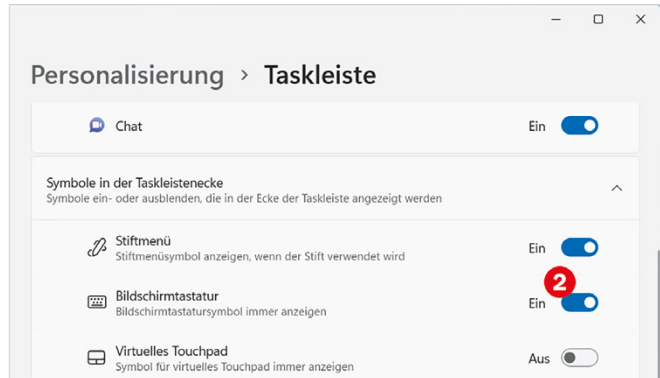 Personalisierung > Taskleiste
Chat Ein
Symbole in der Taskleistenecke
Symbole ein- oder ausblenden, die in der Ecke der Taskleiste angezeigt werden
Stiftmenü
Stiftmenüsymbol anzeigen, wenn der Stift verwendet wird
Ein
2
Bildschirmtastatur
Bildschirmtastatursymbol immer anzeigen
Ein
Virtuelles Touchpad
Symbol für virtuelles Touchpad immer anzeigen
Aus